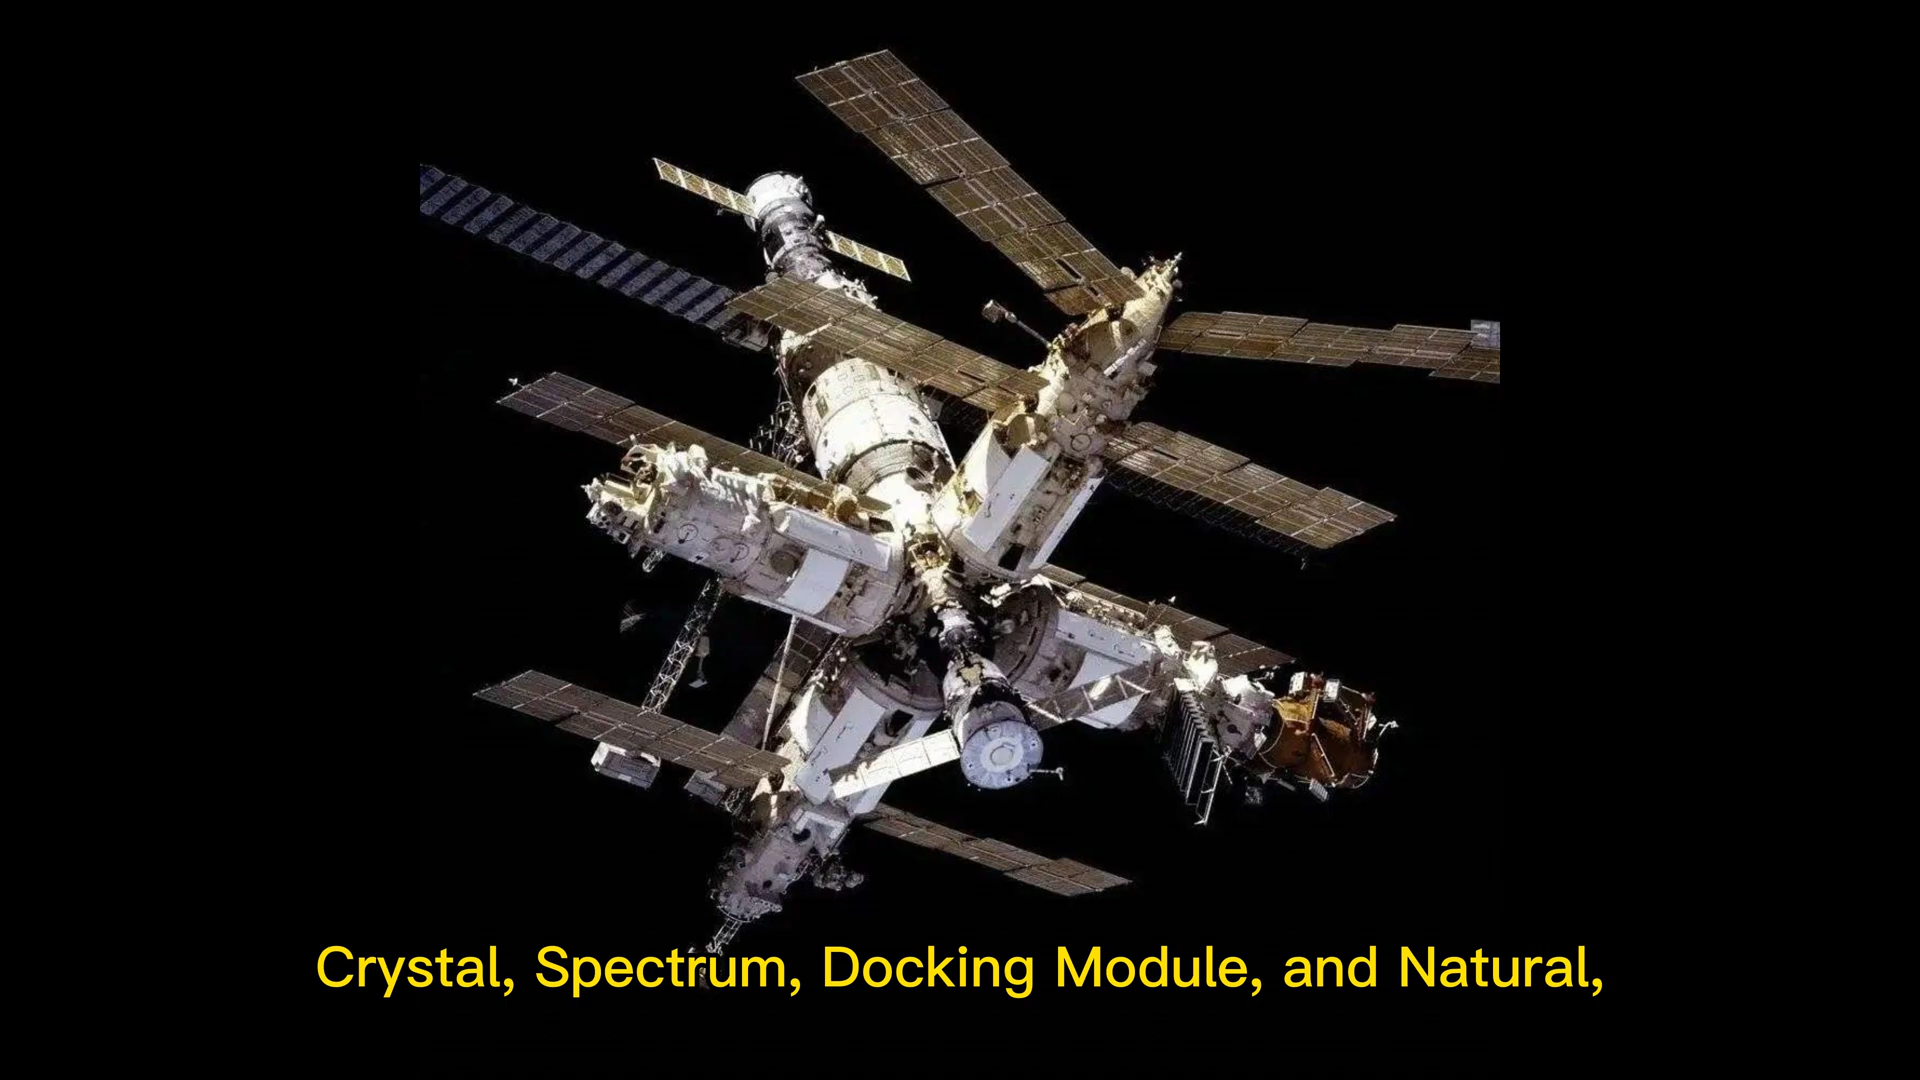 Crystal, Spectrum, Docking Module, and Natural,